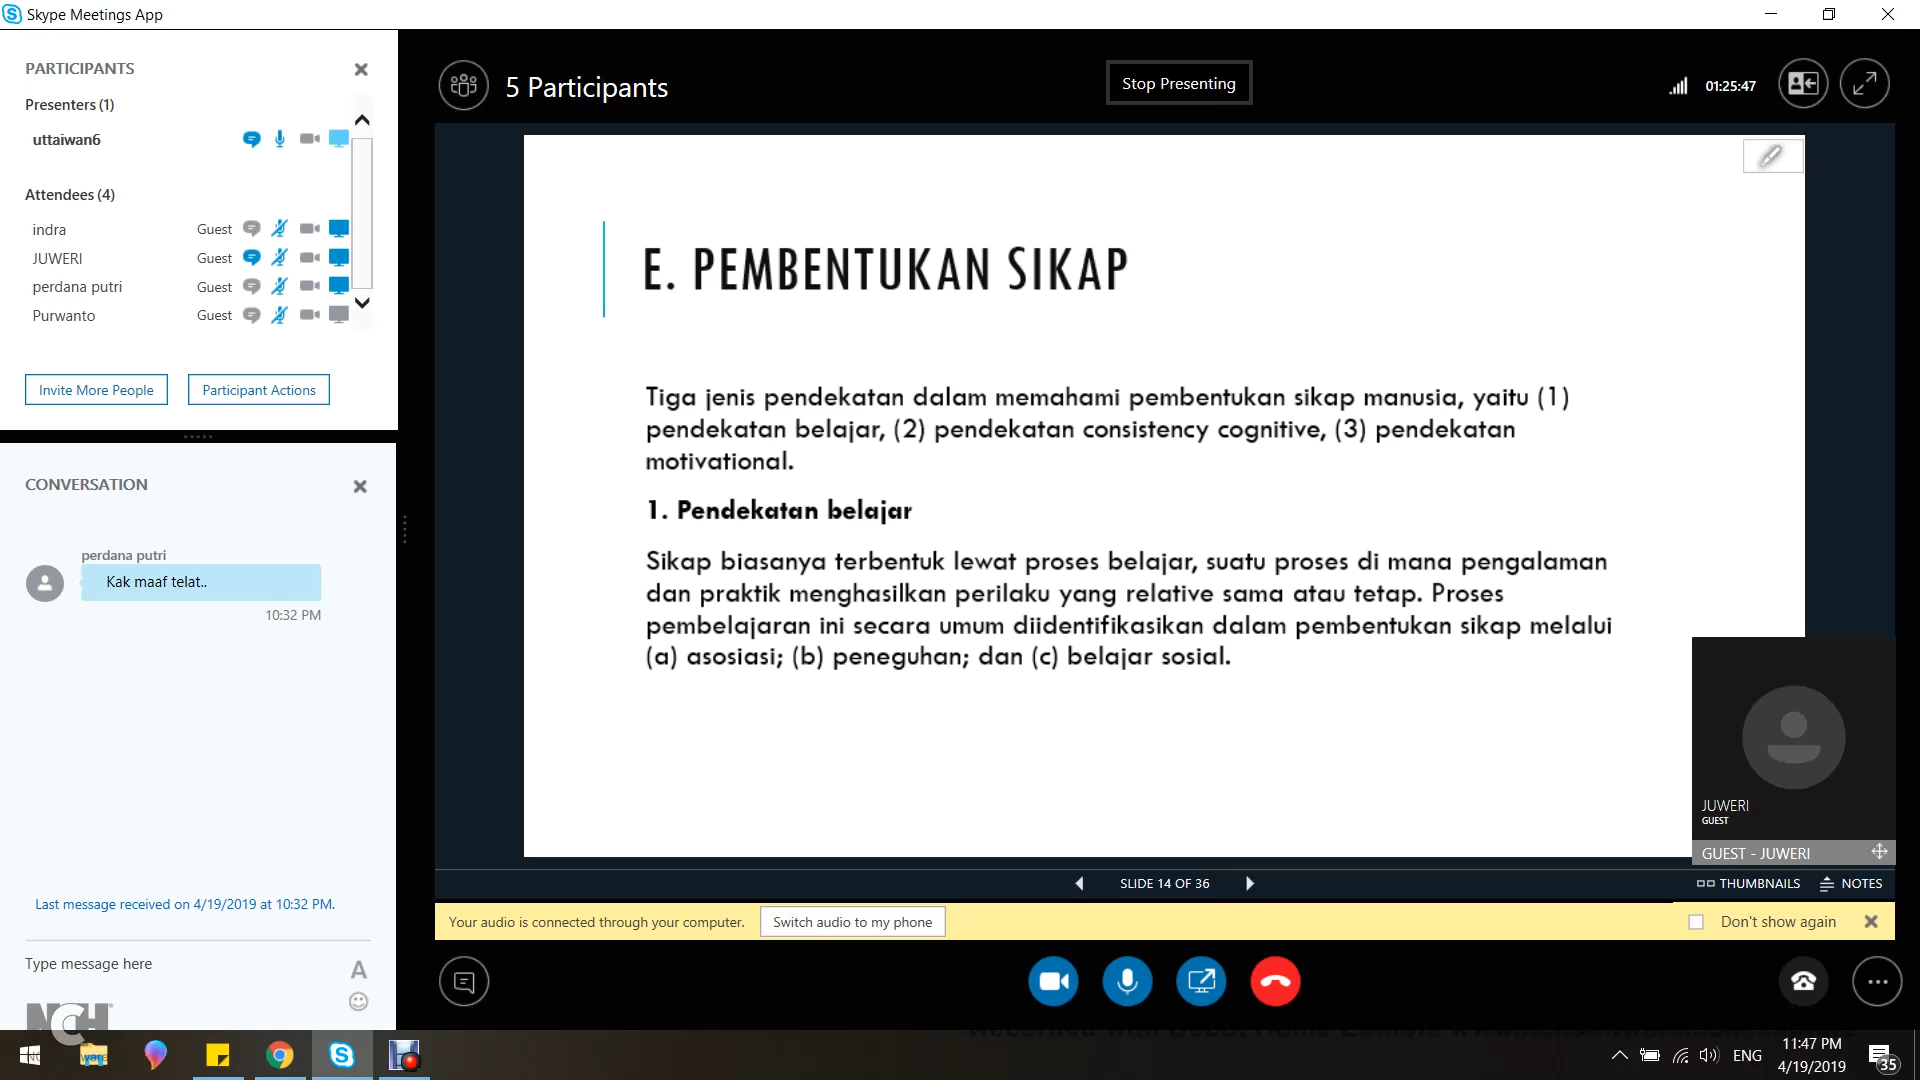 Skype Meetings App
PARTICIPANTS
Presenters (1)
uttaiwan6
Attendees (4)
indra Guest
JUWERI Guest
perdana putri Guest
Purwanto Guest
Invite More People
Participant Actions
CONVERSATION
perdana putri
Kak maaf telat..
10:32 PM
Last message received on 4/19/2019 at 10:32 PM.
Type message here
A
NCH
5 Participants
Stop Presenting
01:25:47
E. PEMBENTUKAN SIKAP
Tiga jenis pendekatan dalam memahami pembentukan sikap manusia, yaitu (1)
pendekatan belajar, (2) pendekatan consistency cognitive, (3) pendekatan
motivational.
1. Pendekatan belajar
Sikap biasanya terbentuk lewat proses belajar, suatu proses di mana pengalaman
dan praktik menghasilkan perilaku yang relative sama atau tetap. Proses
pembelajaran ini secara umum diidentifikasikan dalam pembentukan sikap melalui
(a) asosiasi; (b) peneguhan; dan (c) belajar sosial.
JUWERI
GUEST
GUEST - JUWERI
SLIDE 14 OF 36
THUMBNAILS
NOTES
Your audio is connected through your computer.
Switch audio to my phone
Don't show again
ENG
11:47 PM
4/19/2019
35